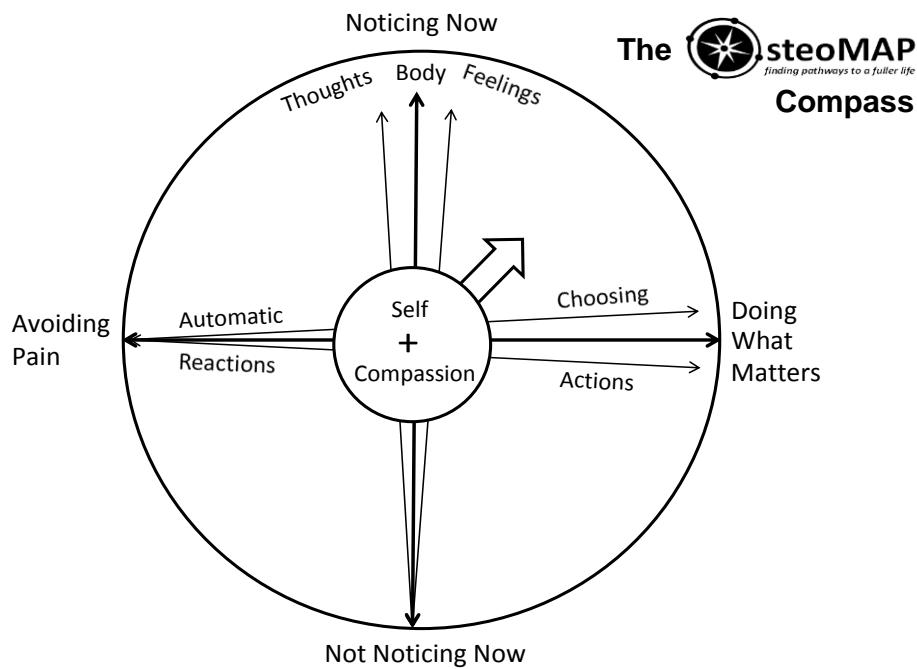 Noticing Now
The OsteoMAP
finding pathways to a fuller life
Compass
Thoughts Body Feelings
Avoiding
Pain
Automatic
Reactions
Self
+
Compassion
Choosing
Actions
Doing
What
Matters
Not Noticing Now